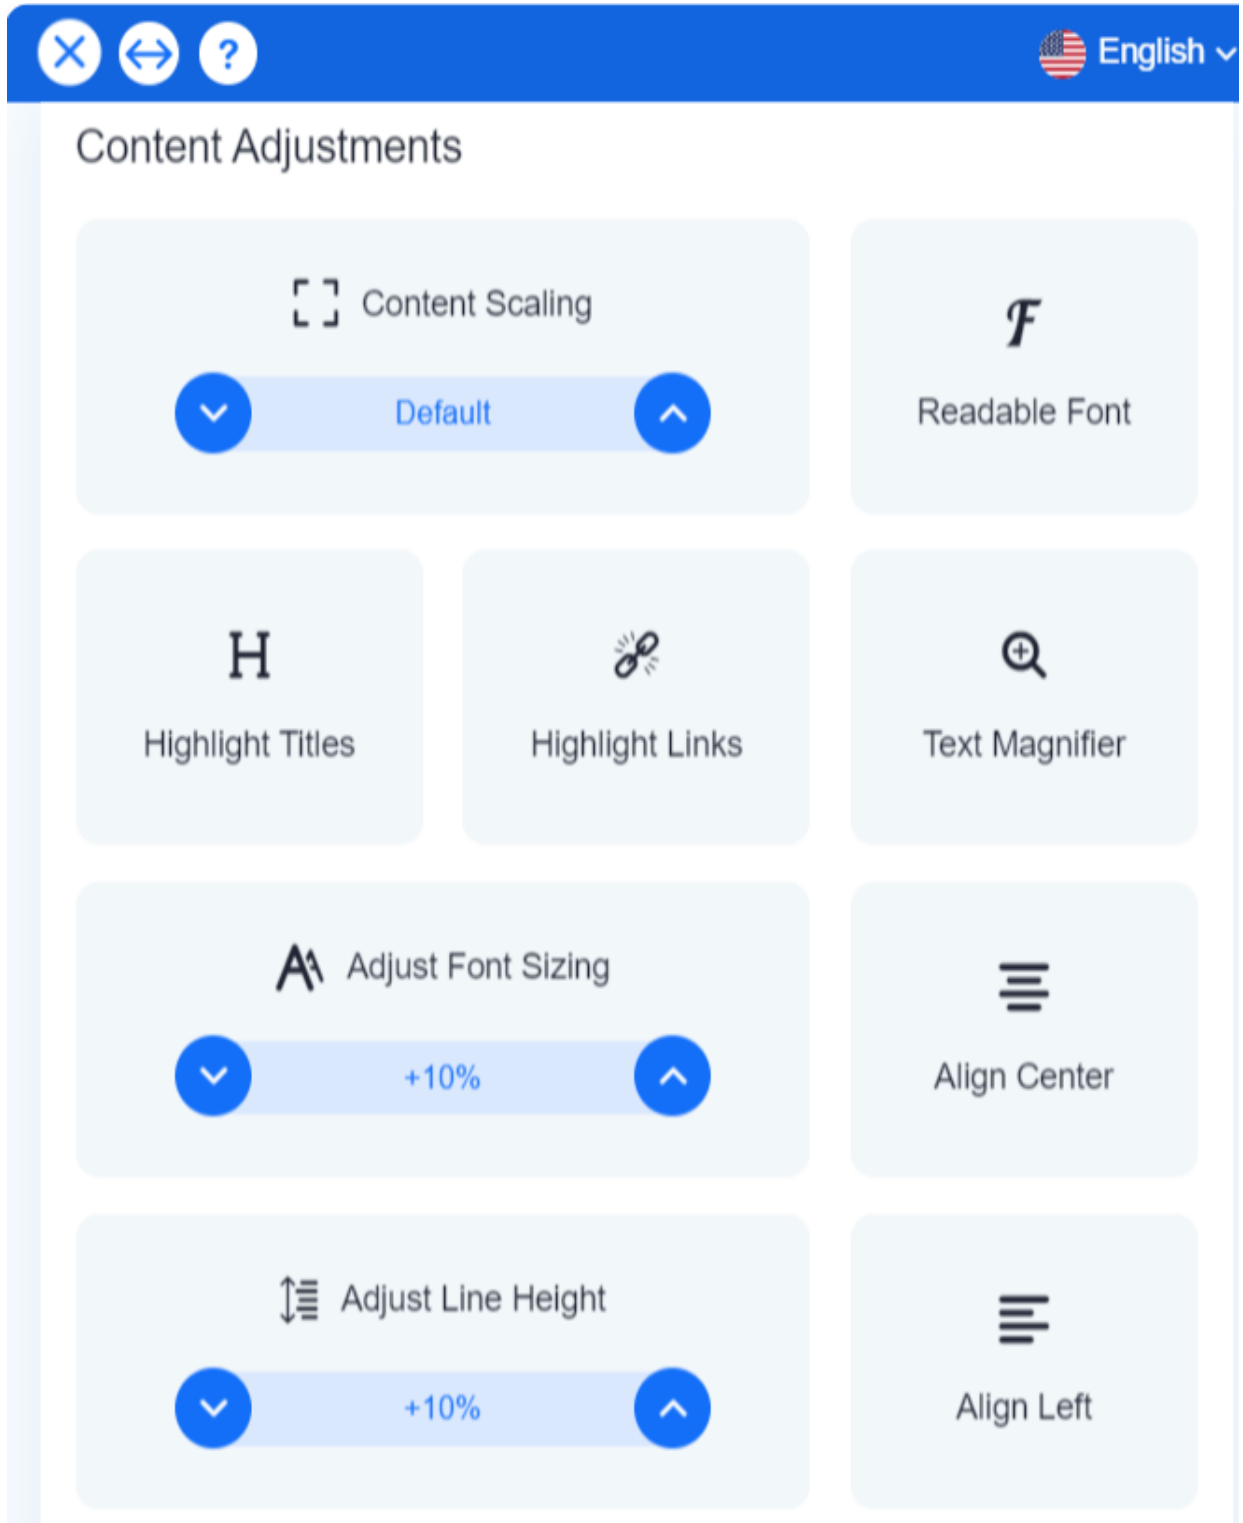 ?
English
Content Adjustments
Content Scaling
Default
F
Readable Font
H
Highlight Titles
Highlight Links
Text Magnifier
Adjust Font Sizing
+10%
Align Center
Adjust Line Height
+10%
Align Left